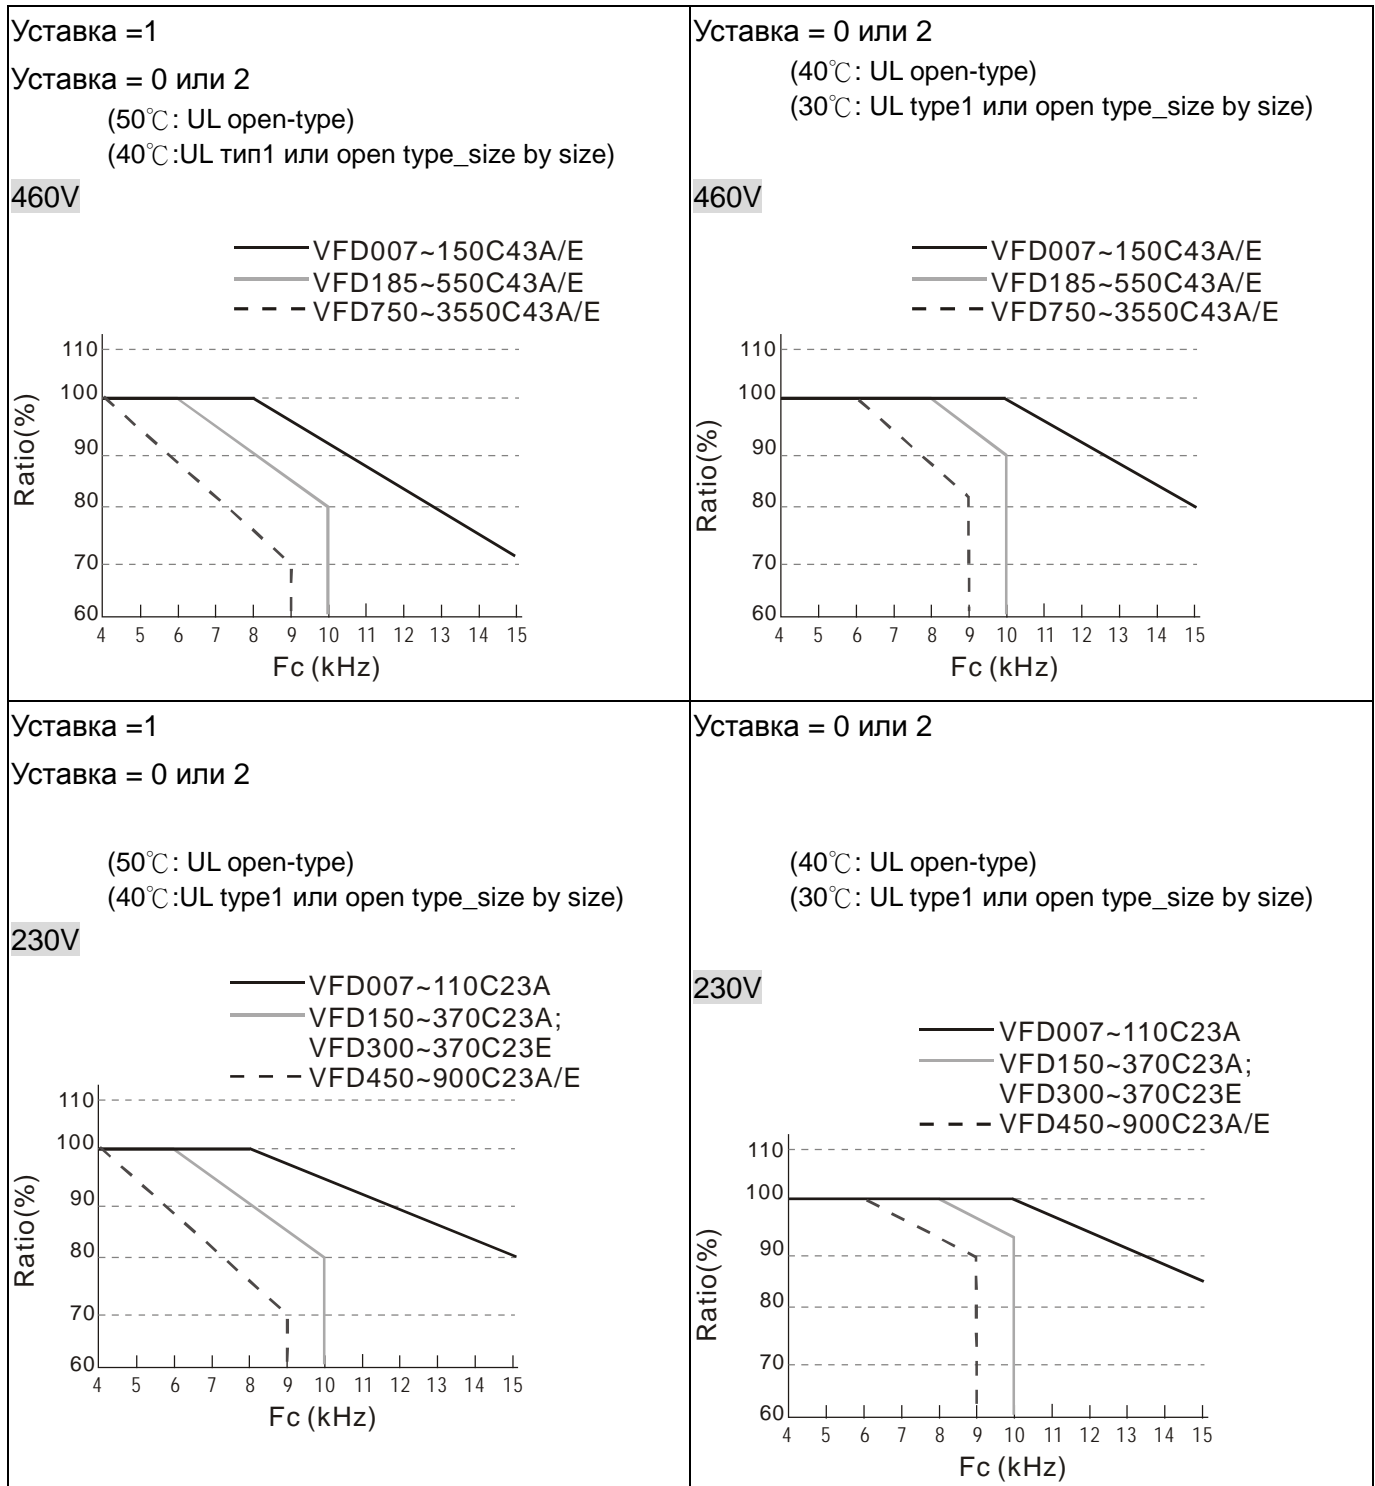 Уставка =1
Уставка = 0 или 2
(50℃: UL open-type)
(40℃:UL тип1 или open type_size by size)
460V
VFD007~150C43A/E
VFD185~550C43A/E
VFD750~3550C43A/E
110
100
90
80
70
60
Ratio(%)
4 5 6 7 8 9 10 11 12 13 14 15
Fc (kHz)
Уставка = 0 или 2
(40℃: UL open-type)
(30℃: UL type1 или open type_size by size)
460V
VFD007~150C43A/E
VFD185~550C43A/E
VFD750~3550C43A/E
110
100
90
80
70
60
Ratio(%)
4 5 6 7 8 9 10 11 12 13 14 15
Fc (kHz)
Уставка =1
Уставка = 0 или 2
(50℃: UL open-type)
(40℃:UL type1 или open type_size by size)
230V
VFD007~110C23A
VFD150~370C23A;
VFD300~370C23E
VFD450~900C23A/E
110
100
90
80
70
60
Ratio(%)
4 5 6 7 8 9 10 11 12 13 14 15
Fc (kHz)
Уставка = 0 или 2
(40℃: UL open-type)
(30℃: UL type1 или open type_size by size)
230V
VFD007~110C23A
VFD150~370C23A;
VFD300~370C23E
VFD450~900C23A/E
110
100
90
80
70
60
Ratio(%)
4 5 6 7 8 9 10 11 12 13 14 15
Fc (kHz)